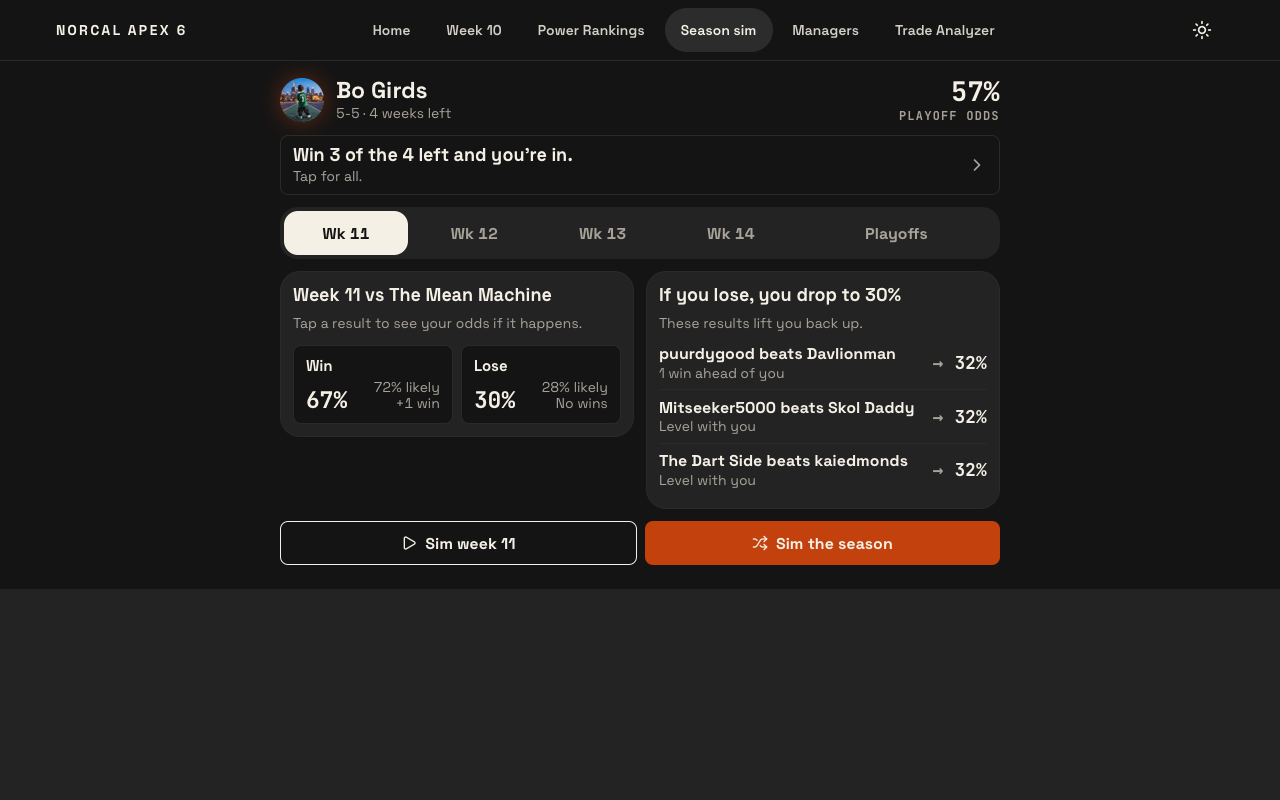 NORCAL APEX 6
Home
Week 10
Power Rankings
Season sim
Managers
Trade Analyzer
Bo Girds
5-5 · 4 weeks left
57%
PLAYOFF ODDS
Win 3 of the 4 left and you’re in.
Tap for all.
Wk 11
Wk 12
Wk 13
Wk 14
Playoffs
Week 11 vs The Mean Machine
Tap a result to see your odds if it happens.
Win
67%
72% likely
+1 win
Lose
30%
28% likely
No wins
If you lose, you drop to 30%
These results lift you back up.
puurdygood beats Davlionman
1 win ahead of you
→ 32%
Mitseeker5000 beats Skol Daddy
Level with you
→ 32%
The Dart Side beats kaiedmonds
Level with you
→ 32%
Sim week 11
Sim the season